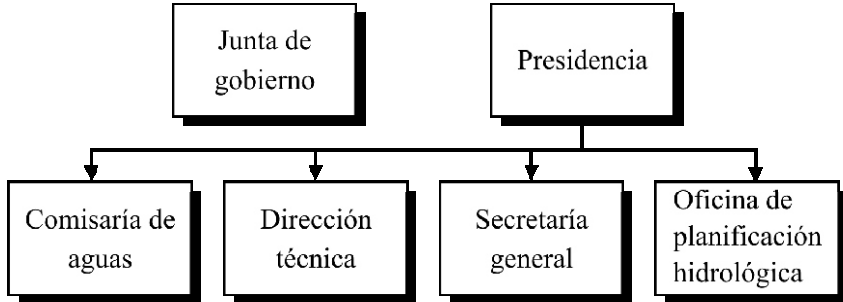 Junta de
gobierno
Presidencia
Comisaría de
aguas
Dirección
técnica
Secretaría
general
Oficina de
planificación
hidrológica